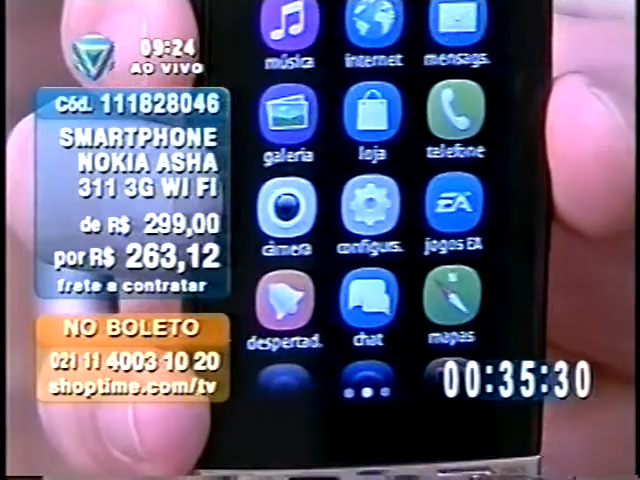 09:24
AO VIVO
Cód. 111828046
SMARTPHONE
NOKIA ASHA
311 3G WI FI
de R$ 299,00
por R$ 263,12
frete a contratar
NO BOLETO
021 11 4003 10 20
shoptime.com/tv
música internet mensags.
galeria loja telefone
câmera configurs. jogos EA
EA
despertad. chat mapas
00:35:30